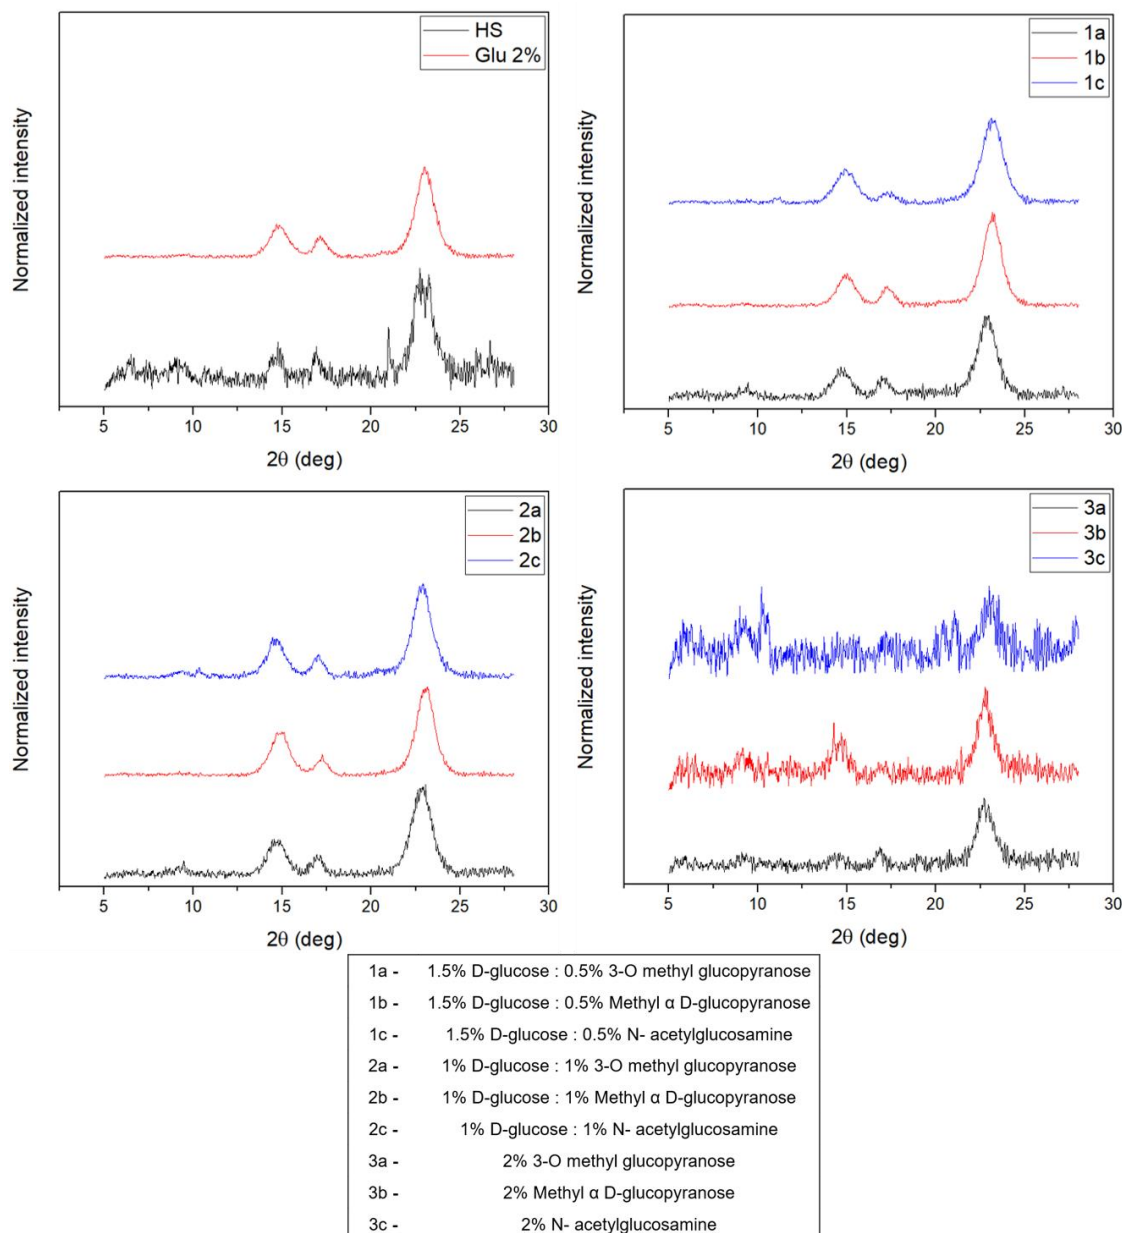 HS
Glu 2%
Normalized intensity
5 10 15 20 25 30
2θ (deg)
1a
1b
1c
Normalized intensity
5 10 15 20 25 30
2θ (deg)
2a
2b
2c
Normalized intensity
5 10 15 20 25 30
2θ (deg)
3a
3b
3c
Normalized intensity
5 10 15 20 25 30
2θ (deg)
1a - 1.5% D-glucose : 0.5% 3-O methyl glucopyranose
1b - 1.5% D-glucose : 0.5% Methyl α D-glucopyranose
1c - 1.5% D-glucose : 0.5% N- acetylglucosamine
2a - 1% D-glucose : 1% 3-O methyl glucopyranose
2b - 1% D-glucose : 1% Methyl α D-glucopyranose
2c - 1% D-glucose : 1% N- acetylglucosamine
3a - 2% 3-O methyl glucopyranose
3b - 2% Methyl α D-glucopyranose
3c - 2% N- acetylglucosamine